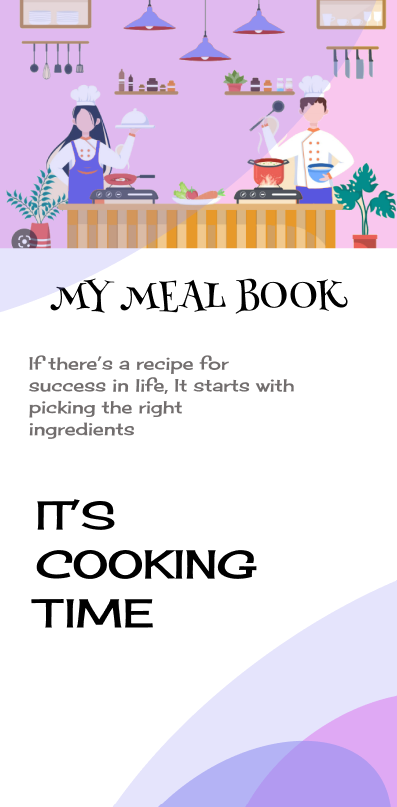 MY MEAL BOOK
If there's a recipe for
success in life, It starts with
picking the right
ingredients
IT'S
COOKING
TIME